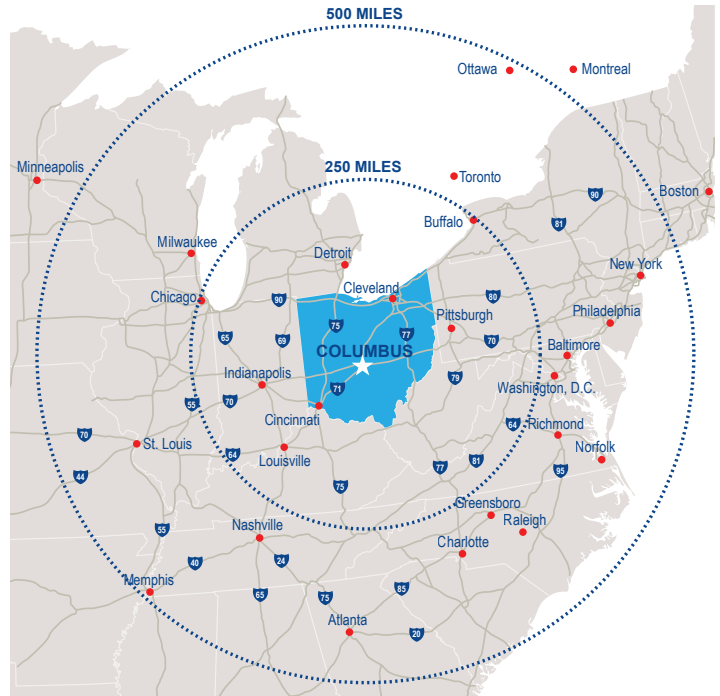 500 MILES
Ottawa
Montreal
Minneapolis
250 MILES
Toronto
90
Boston
Buffalo
81
Milwaukee
Detroit
New York
Chicago
90
Cleveland
80
Philadelphia
75
77
Pittsburgh
65
69
70
Baltimore
COLUMBUS
Indianapolis
71
79
Washington, D.C.
55
70
Cincinnati
64
Richmond
70
St. Louis
64
Louisville
Norfolk
44
77
81
95
75
Greensboro
55
Nashville
Raleigh
Charlotte
40
24
Memphis
65
75
85
Atlanta
20